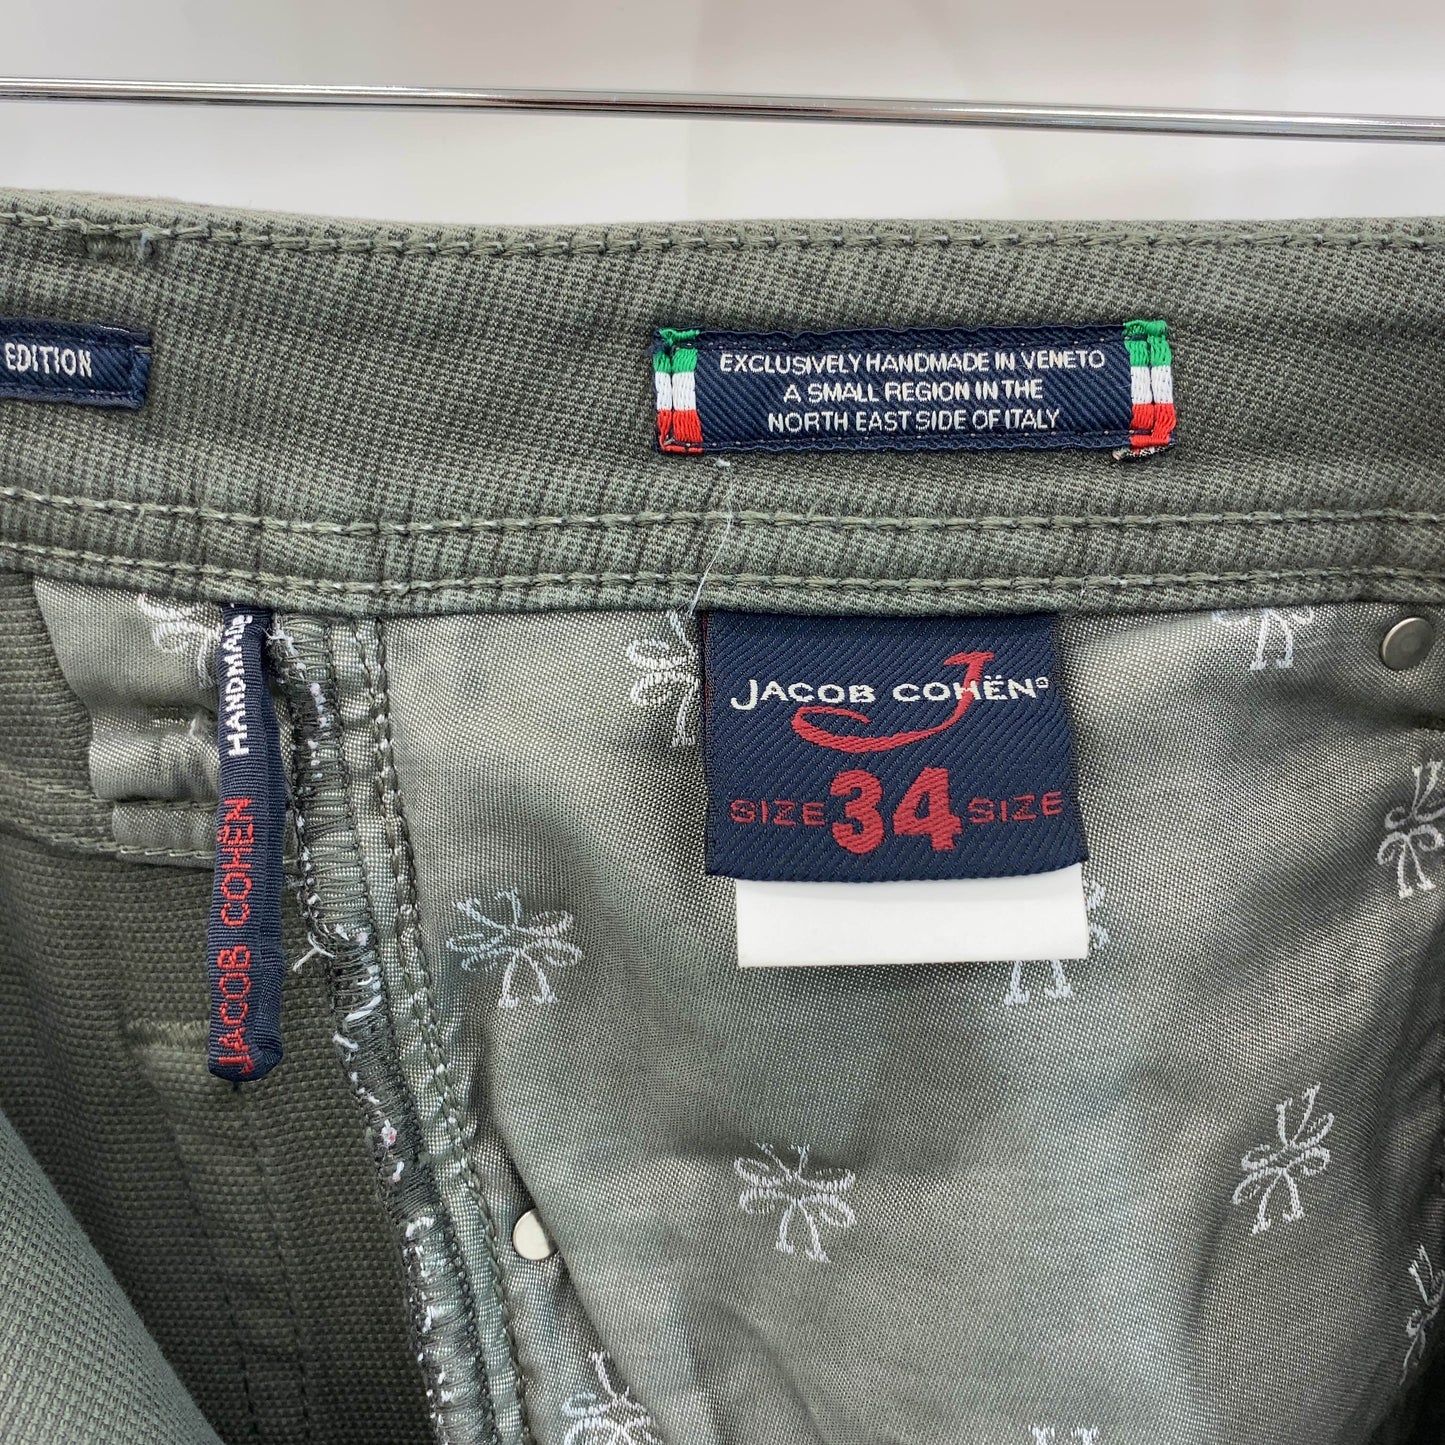 EDITION
EXCLUSIVELY HANDMADE IN VENETO
A SMALL REGION IN THE
NORTH EAST SIDE OF ITALY
JACOB COHËN®
SIZE 34 SIZE
JACOB COHËN HANDMADE